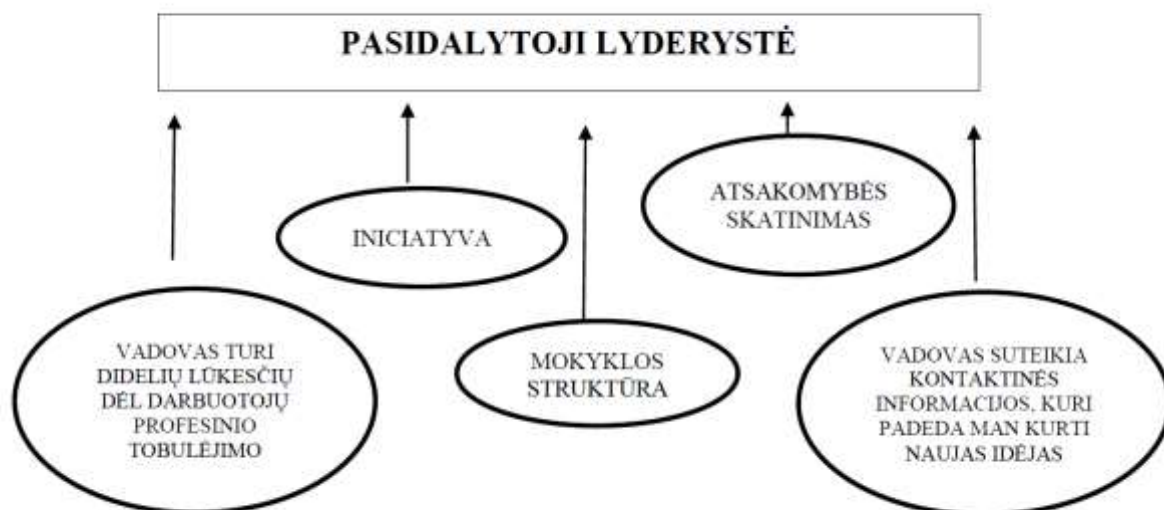 PASIDALYTOJI LYDERYSTĖ
INICIATYVA
ATSAKOMYBĖS
SKATINIMAS
VADOVAS TURI
DIDELIŲ LŪKESČIŲ
DĖL DARBUOTOJŲ
PROFESINIO
TOBULĖJIMO
MOKYKLOS
STRUKTŪRA
VADOVAS SUTEIKIA
KONTAKTINĖS
INFORMACIJOS, KURI
PADEDA MAN KURTI
NAUJAS IDĖJAS